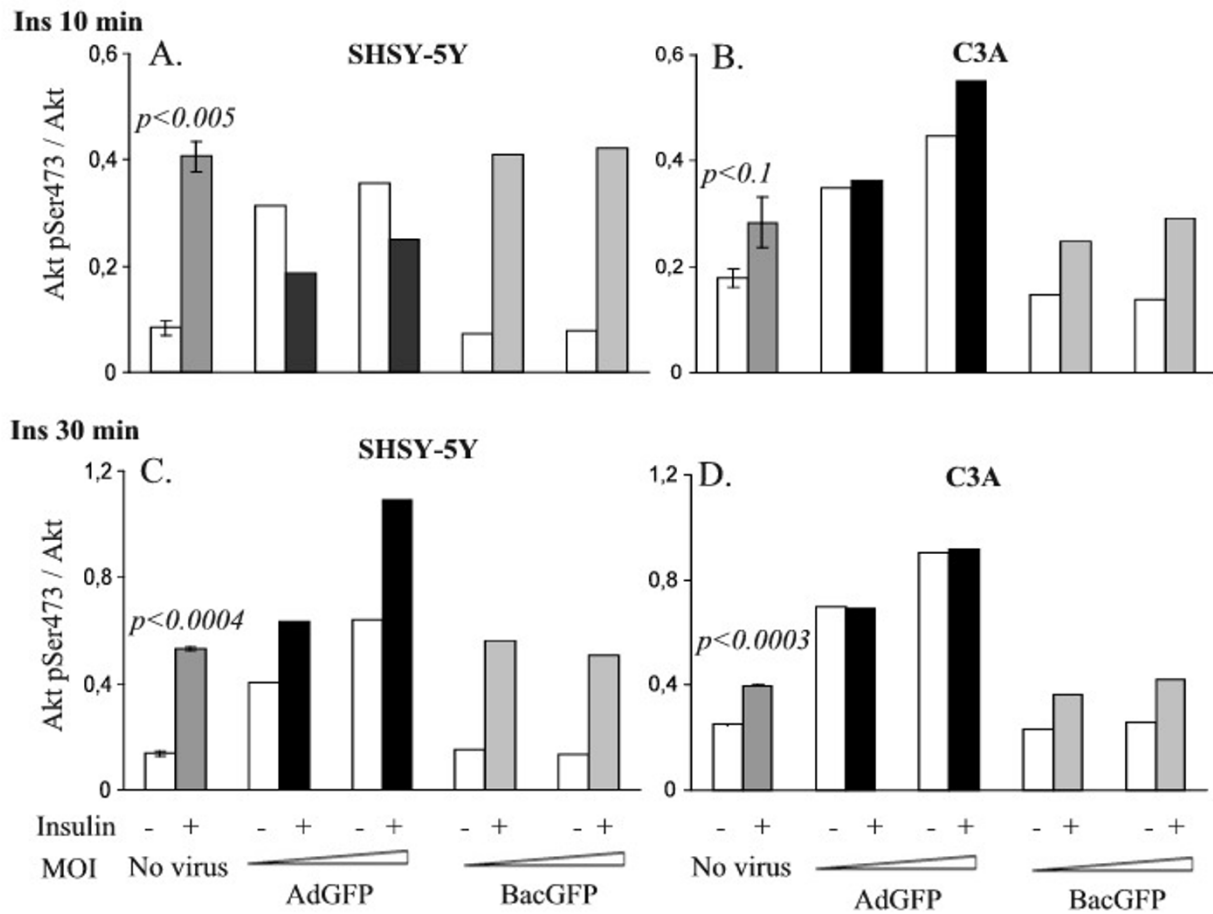 Ins 10 min
A.
SHSY-5Y
B.
C3A
0,6
0,4
0,2
0
Akt pSer473 / Akt
p<0.005
0,6
0,4
0,2
0
p<0.1
Ins 30 min
C.
SHSY-5Y
D.
C3A
1,2
0,8
0,4
0
Akt pSer473 / Akt
p<0.0004
1,2
0,8
0,4
0
p<0.0003
Insulin - + - + - + - + - + - + - + - + - + - +
MOI No virus No virus
AdGFP BacGFP AdGFP BacGFP